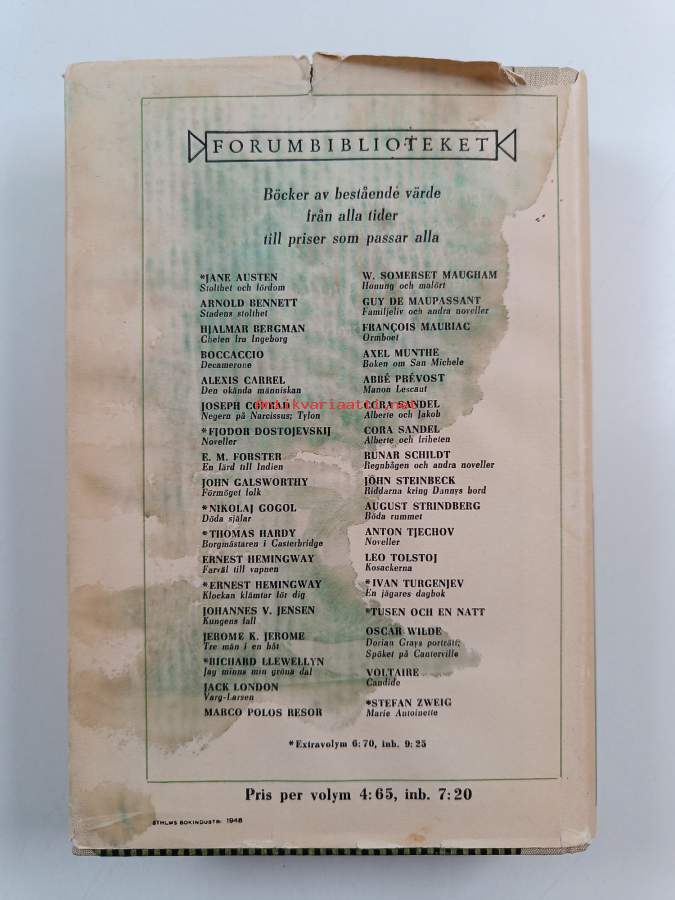 FORUMBIBLIOTEKET
Böcker av bestående värde
från alla tider
till priser som passar alla
*JANE AUSTEN
Stolthet och fördom
ARNOLD BENNETT
Stadens stolthet
HJALMAR BERGMAN
Chefen fru Ingeborg
BOCCACCIO
Decamerone
ALEXIS CARREL
Den okända människan
JOSEPH CONRAD
Negern på Narcissus; Tyfon
*FJODOR DOSTOJEVSKIJ
Noveller
E. M. FORSTER
En färd till Indien
JOHN GALSWORTHY
Förmöget folk
*NIKOLAJ GOGOL
Döda själar
*THOMAS HARDY
Borgmästaren i Casterbridge
ERNEST HEMINGWAY
Farväl till vapnen
*ERNEST HEMINGWAY
Klockan klämtar för dig
JOHANNES V. JENSEN
Kungens fall
JEROME K. JEROME
Tre män i en båt
*RICHARD LLEWELLYN
Jag minns min gröna dal
JACK LONDON
Varg-Larsen
MARCO POLOS RESOR
W. SOMERSET MAUGHAM
Honung och malört
GUY DE MAUPASSANT
Familjeliv och andra noveller
FRANÇOIS MAURIAC
Ormboet
AXEL MUNTHE
Boken om San Michele
ABBÉ PRÉVOST
Manon Lescaut
CORA SANDEL
Alberte och Jakob
CORA SANDEL
Alberte och friheten
RUNAR SCHILDT
Regnbågen och andra noveller
JOHN STEINBECK
Riddarna kring Dannys bord
AUGUST STRINDBERG
Röda rummet
ANTON TJECHOV
Noveller
LEO TOLSTOJ
Kosackerna
*IVAN TURGENJEV
En jägares dagbok
*TUSEN OCH EN NATT
OSCAR WILDE
Dorian Grays porträtt;
Spöket på Canterville
VOLTAIRE
Candide
*STEFAN ZWEIG
Marie Antoinette
*Extravolym 6:70, inb. 9:25
Pris per volym 4:65, inb. 7:20
STHLMS BOKINDUSTRI 1948
Antikvariaatti.net